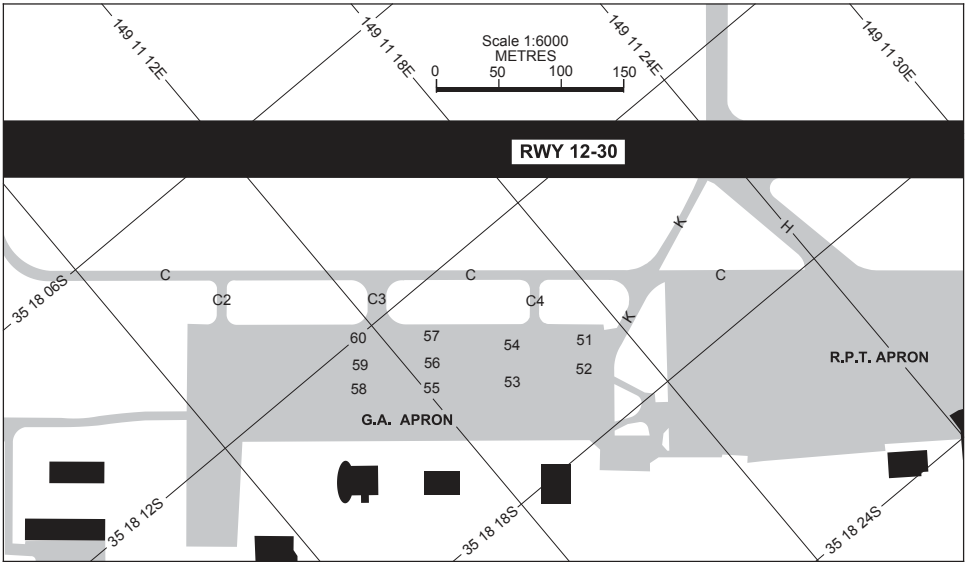 149 11 12E
149 11 18E
149 11 24E
149 11 30E
Scale 1:6000
METRES
0 50 100 150
RWY 12-30
K
H
C C C
35 18 06S
C2 C3 C4
K
60 57 54 51
59 56 52
58 55 53
R.P.T. APRON
G.A. APRON
35 18 12S
35 18 18S
35 18 24S